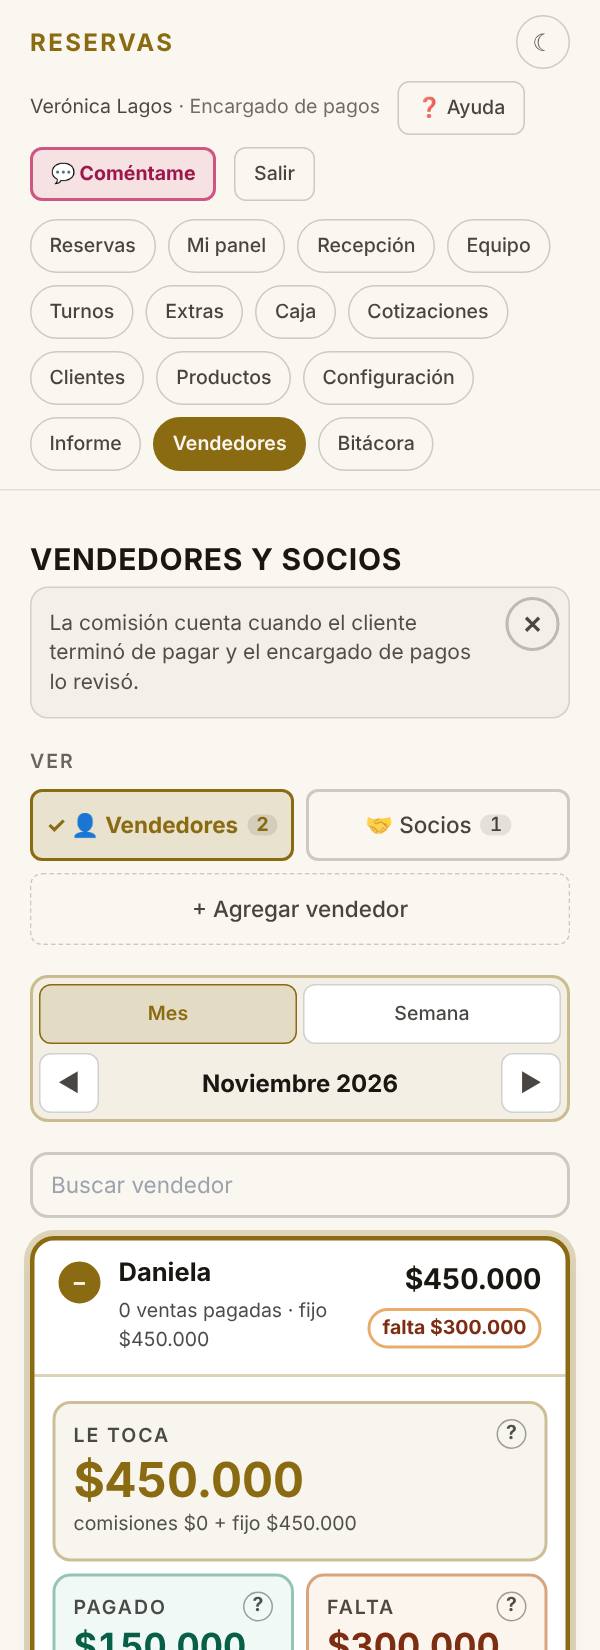 RESERVAS
☾
Verónica Lagos · Encargado de pagos
❓ Ayuda
💬 Coméntame
Salir
Reservas
Mi panel
Recepción
Equipo
Turnos
Extras
Caja
Cotizaciones
Clientes
Productos
Configuración
Informe
Vendedores
Bitácora
VENDEDORES Y SOCIOS
La comisión cuenta cuando el cliente
terminó de pagar y el encargado de pagos
lo revisó.
✕
VER
✓ 👤 Vendedores 2
🤝 Socios 1
+ Agregar vendedor
Mes
Semana
◀
Noviembre 2026
▶
Buscar vendedor
–
Daniela
0 ventas pagadas · fijo
$450.000
$450.000
falta $300.000
LE TOCA
?
$450.000
comisiones $0 + fijo $450.000
PAGADO
?
$150.000
FALTA
?
$300.000